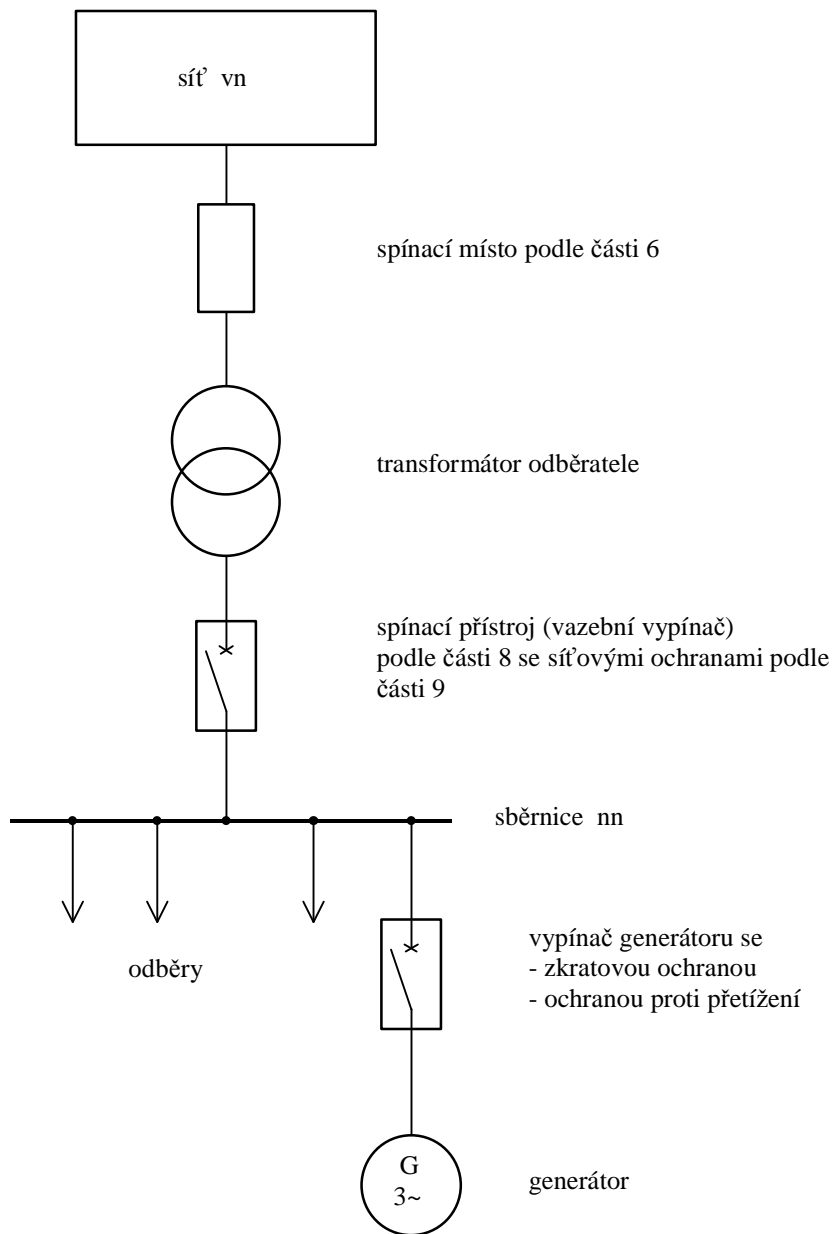 síť vn
spínací místo podle části 6
transformátor odběratele
spínací přístroj (vazební vypínač)
podle části 8 se síťovými ochranami podle
části 9
sběrnice nn
odběry
vypínač generátoru se
- zkratovou ochranou
- ochranou proti přetížení
G
3~
generátor